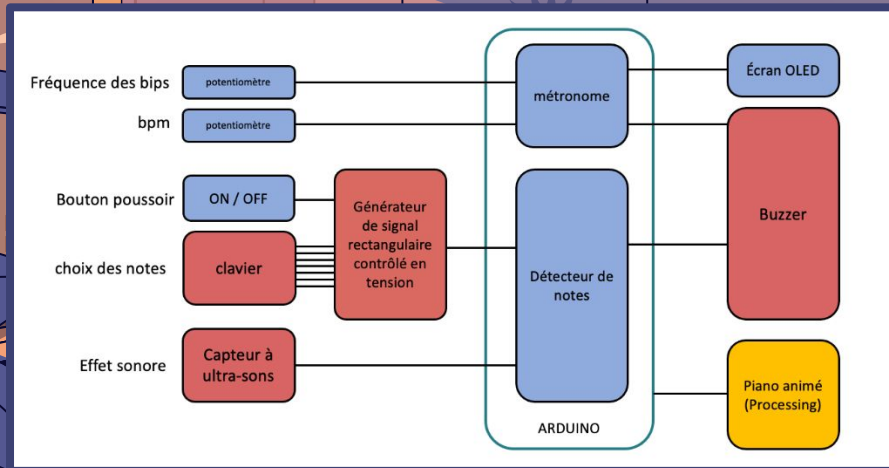 Fréquence des bips
potentiomètre
bpm
potentiomètre
métronome
Écran OLED
Buzzer
Bouton poussoir
ON / OFF
choix des notes
clavier
Générateur
de signal
rectangulaire
contrôlé en
tension
Détecteur de
notes
Effet sonore
Capteur à
ultra-sons
ARDUINO
Piano animé
(Processing)